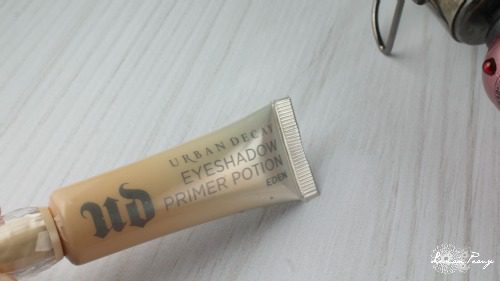 ud
URBAN DECAY
EYESHADOW
PRIMER POTION
EDEN